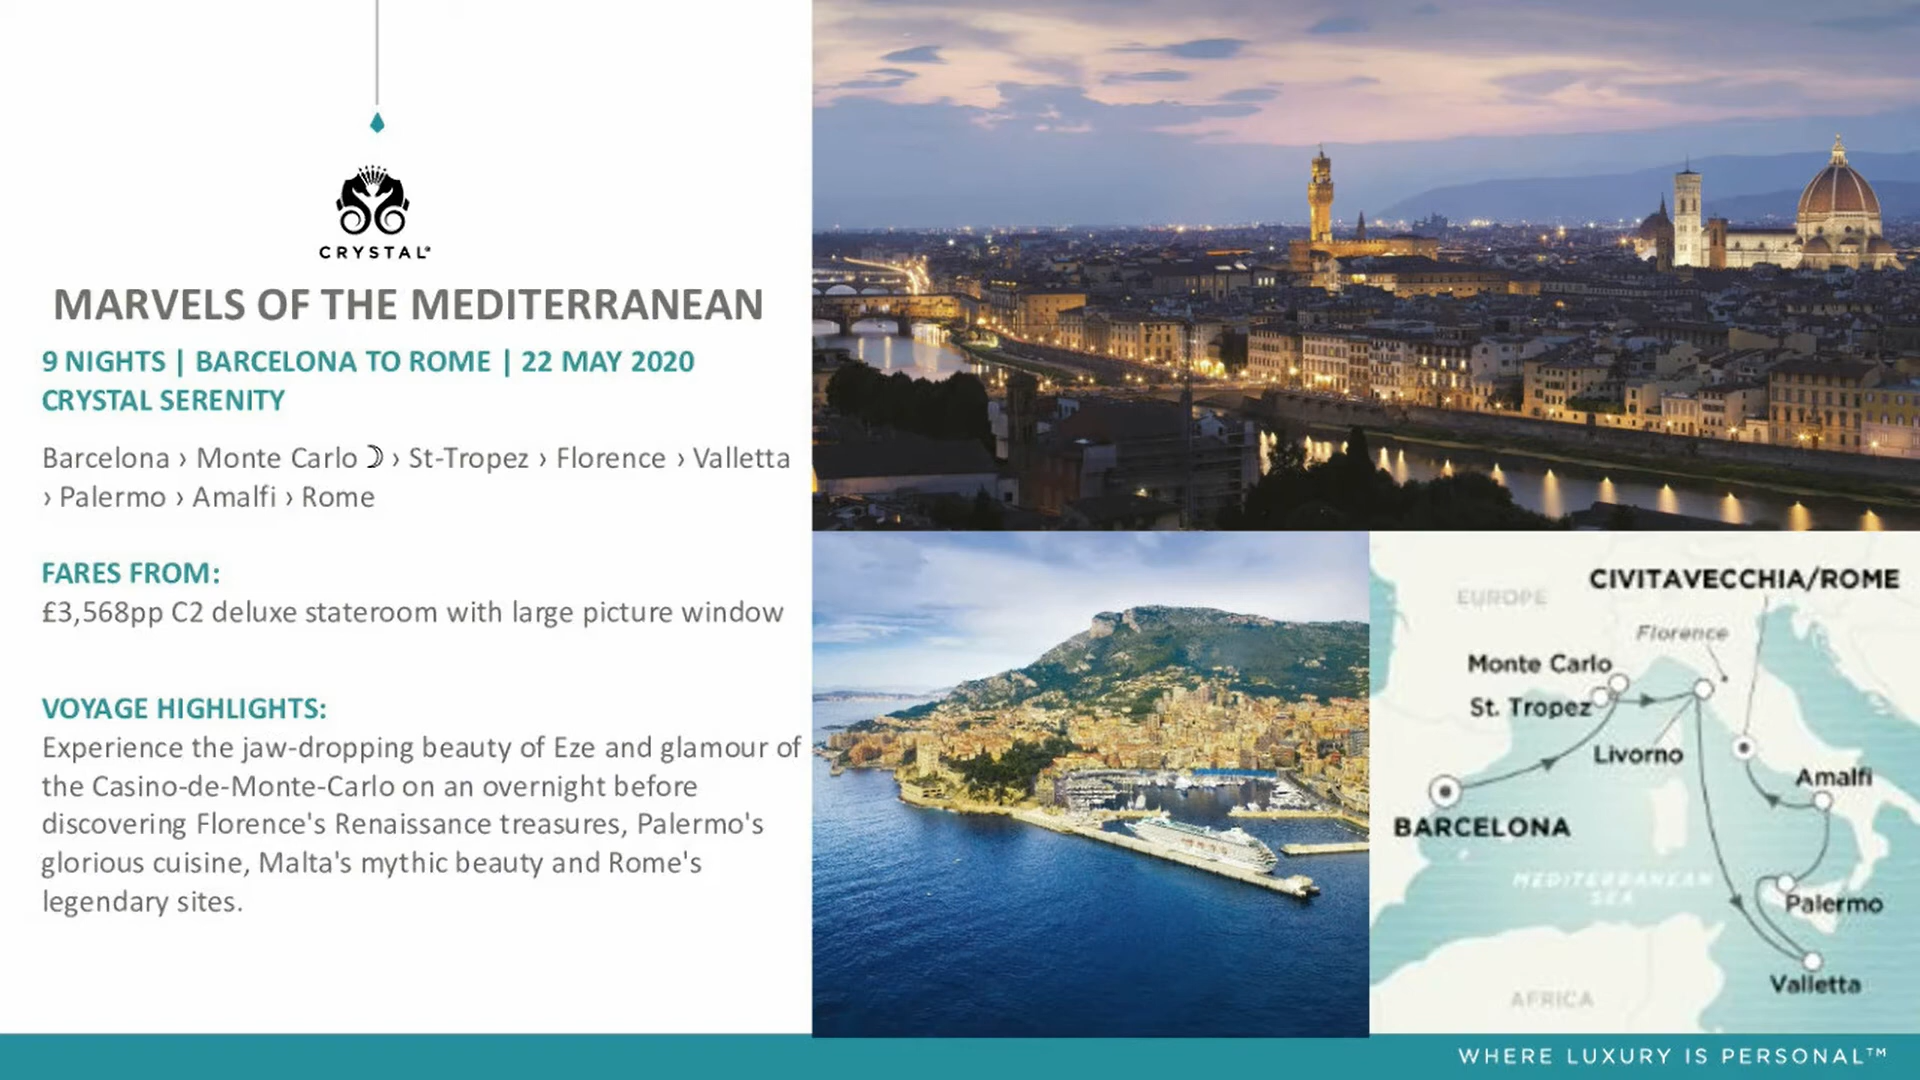 CRYSTAL®
MARVELS OF THE MEDITERRANEAN
9 NIGHTS | BARCELONA TO ROME | 22 MAY 2020
CRYSTAL SERENITY
Barcelona › Monte Carlo ☽ › St-Tropez › Florence › Valletta
› Palermo › Amalfi › Rome
FARES FROM:
£3,568pp C2 deluxe stateroom with large picture window
VOYAGE HIGHLIGHTS:
Experience the jaw-dropping beauty of Eze and glamour of
the Casino-de-Monte-Carlo on an overnight before
discovering Florence's Renaissance treasures, Palermo's
glorious cuisine, Malta's mythic beauty and Rome's
legendary sites.
CIVITAVECCHIA/ROME
EUROPE
Florence
Monte Carlo
St. Tropez
Livorno
Amalfi
BARCELONA
MEDITERRANEAN
SEA
Palermo
Valletta
AFRICA
WHERE LUXURY IS PERSONAL™